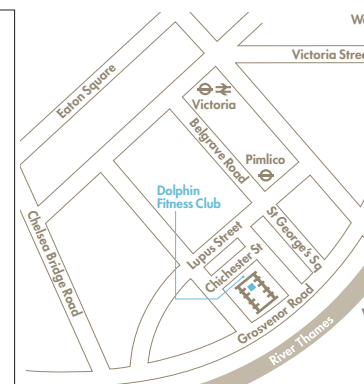 Victoria Stree
Eaton Square
Victoria
Belgrave Road
Pimlico
Dolphin
Fitness Club
St George's Sq
Chelsea Bridge Road
Lupus Street
Chichester St
Grosvenor Road
River Thames